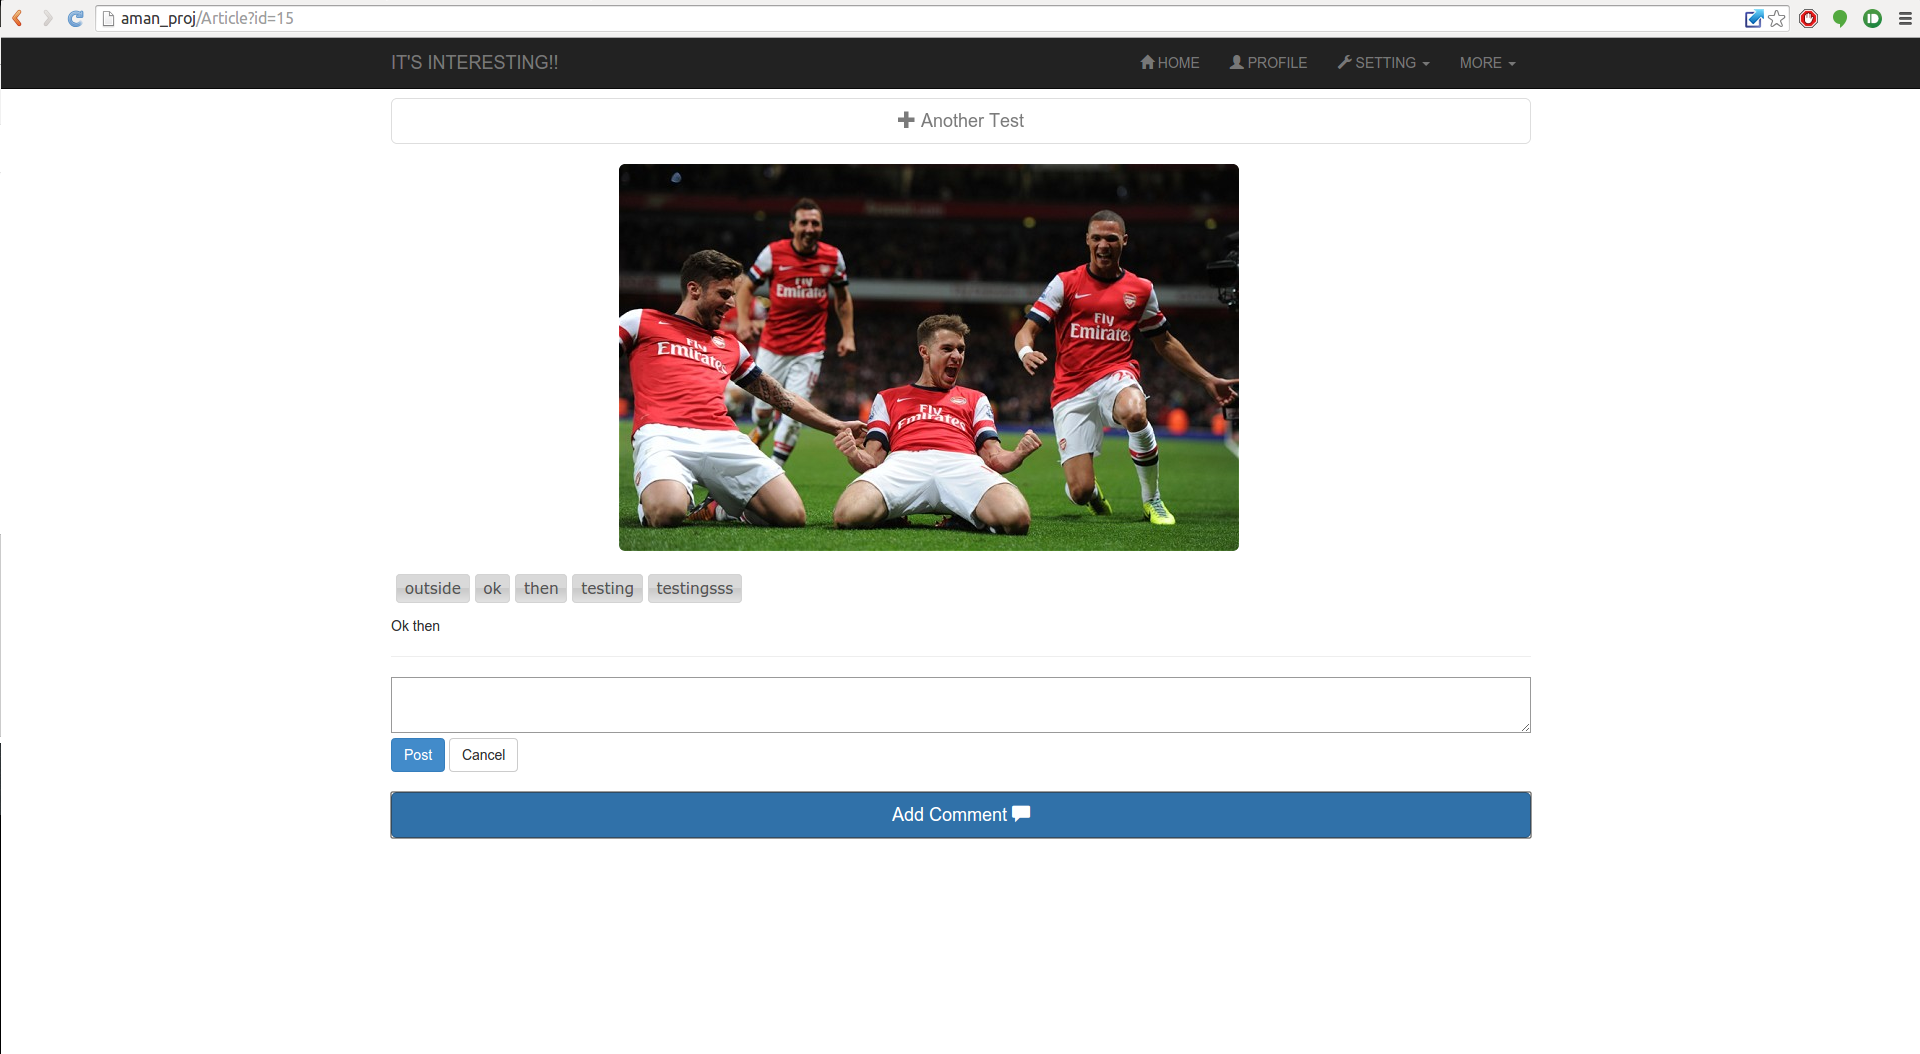 aman_proj/Article?id=15
IT'S INTERESTING!!
HOME
PROFILE
SETTING
MORE
Another Test
Fly
Emirates
Fly
Emirates
Fly
Emirates
Fly
Emirates
outside
ok
then
testing
testingsss
Ok then
Post
Cancel
Add Comment